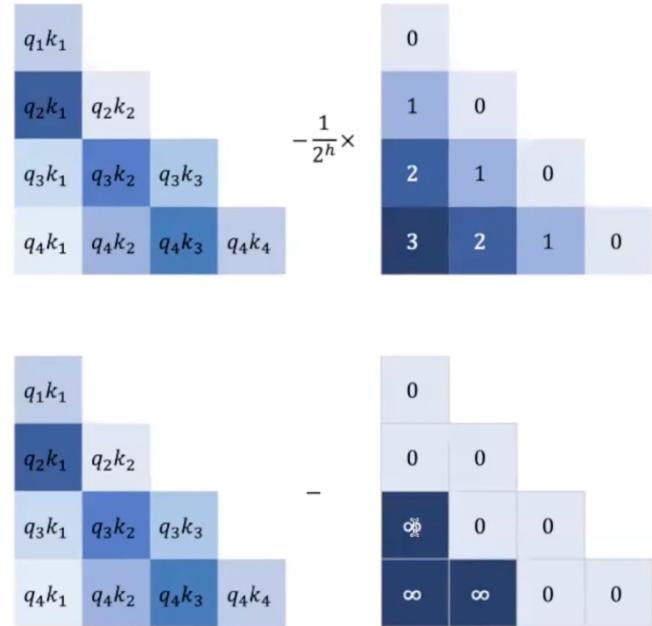 q₁k₁ 0
q₂k₁ q₂k₂ 1 0
− 1/2ʰ ×
q₃k₁ q₃k₂ q₃k₃ 2 1 0
q₄k₁ q₄k₂ q₄k₃ q₄k₄ 3 2 1 0
q₁k₁ 0
q₂k₁ q₂k₂ 0 0
−
q₃k₁ q₃k₂ q₃k₃ ∞ 0 0
q₄k₁ q₄k₂ q₄k₃ q₄k₄ ∞ ∞ 0 0